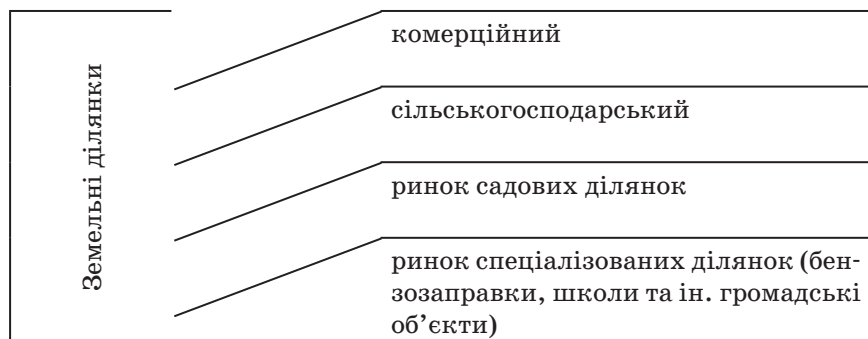 Земельні ділянки
комерційний
сільськогосподарський
ринок садових ділянок
ринок спеціалізованих ділянок (бен-
зозаправки, школи та ін. громадські
об’єкти)